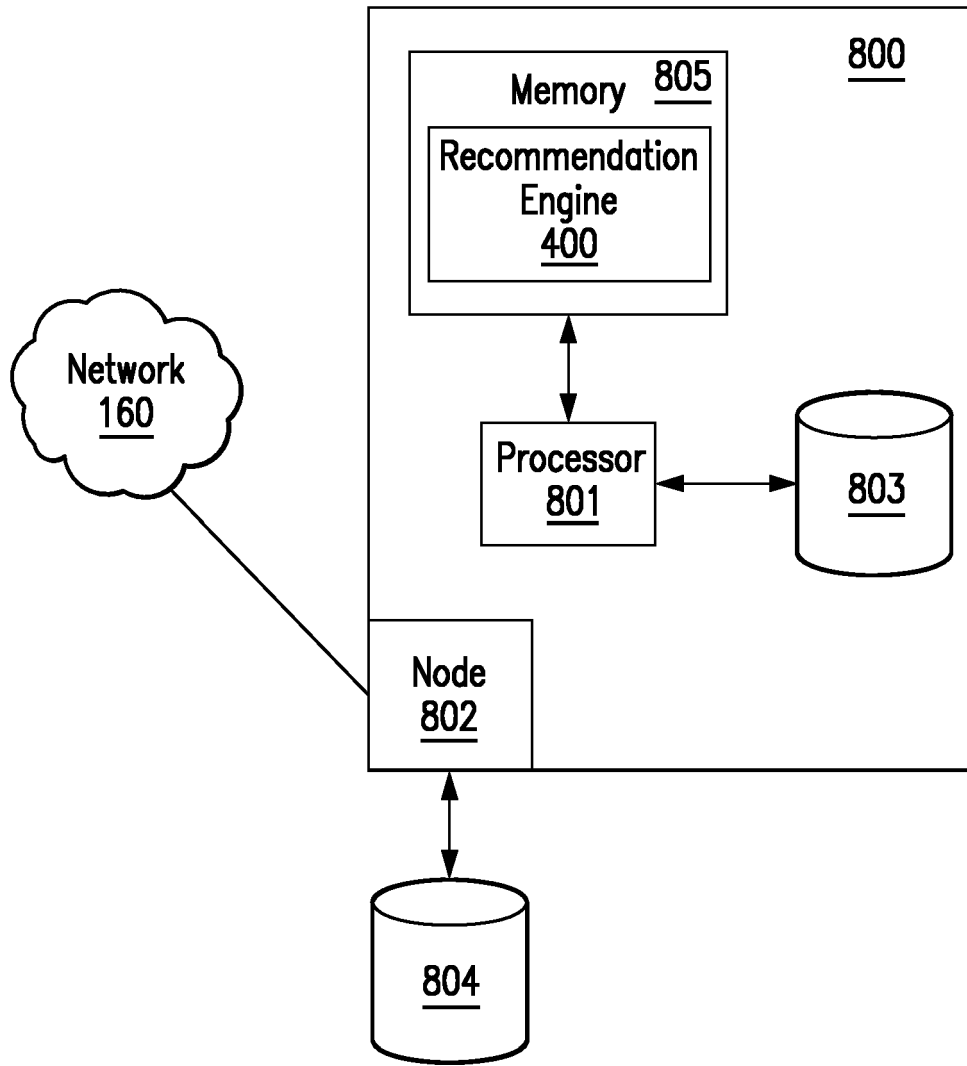 800
805
Memory
Recommendation
Engine
400
Network
160
Processor
801
803
Node
802
804